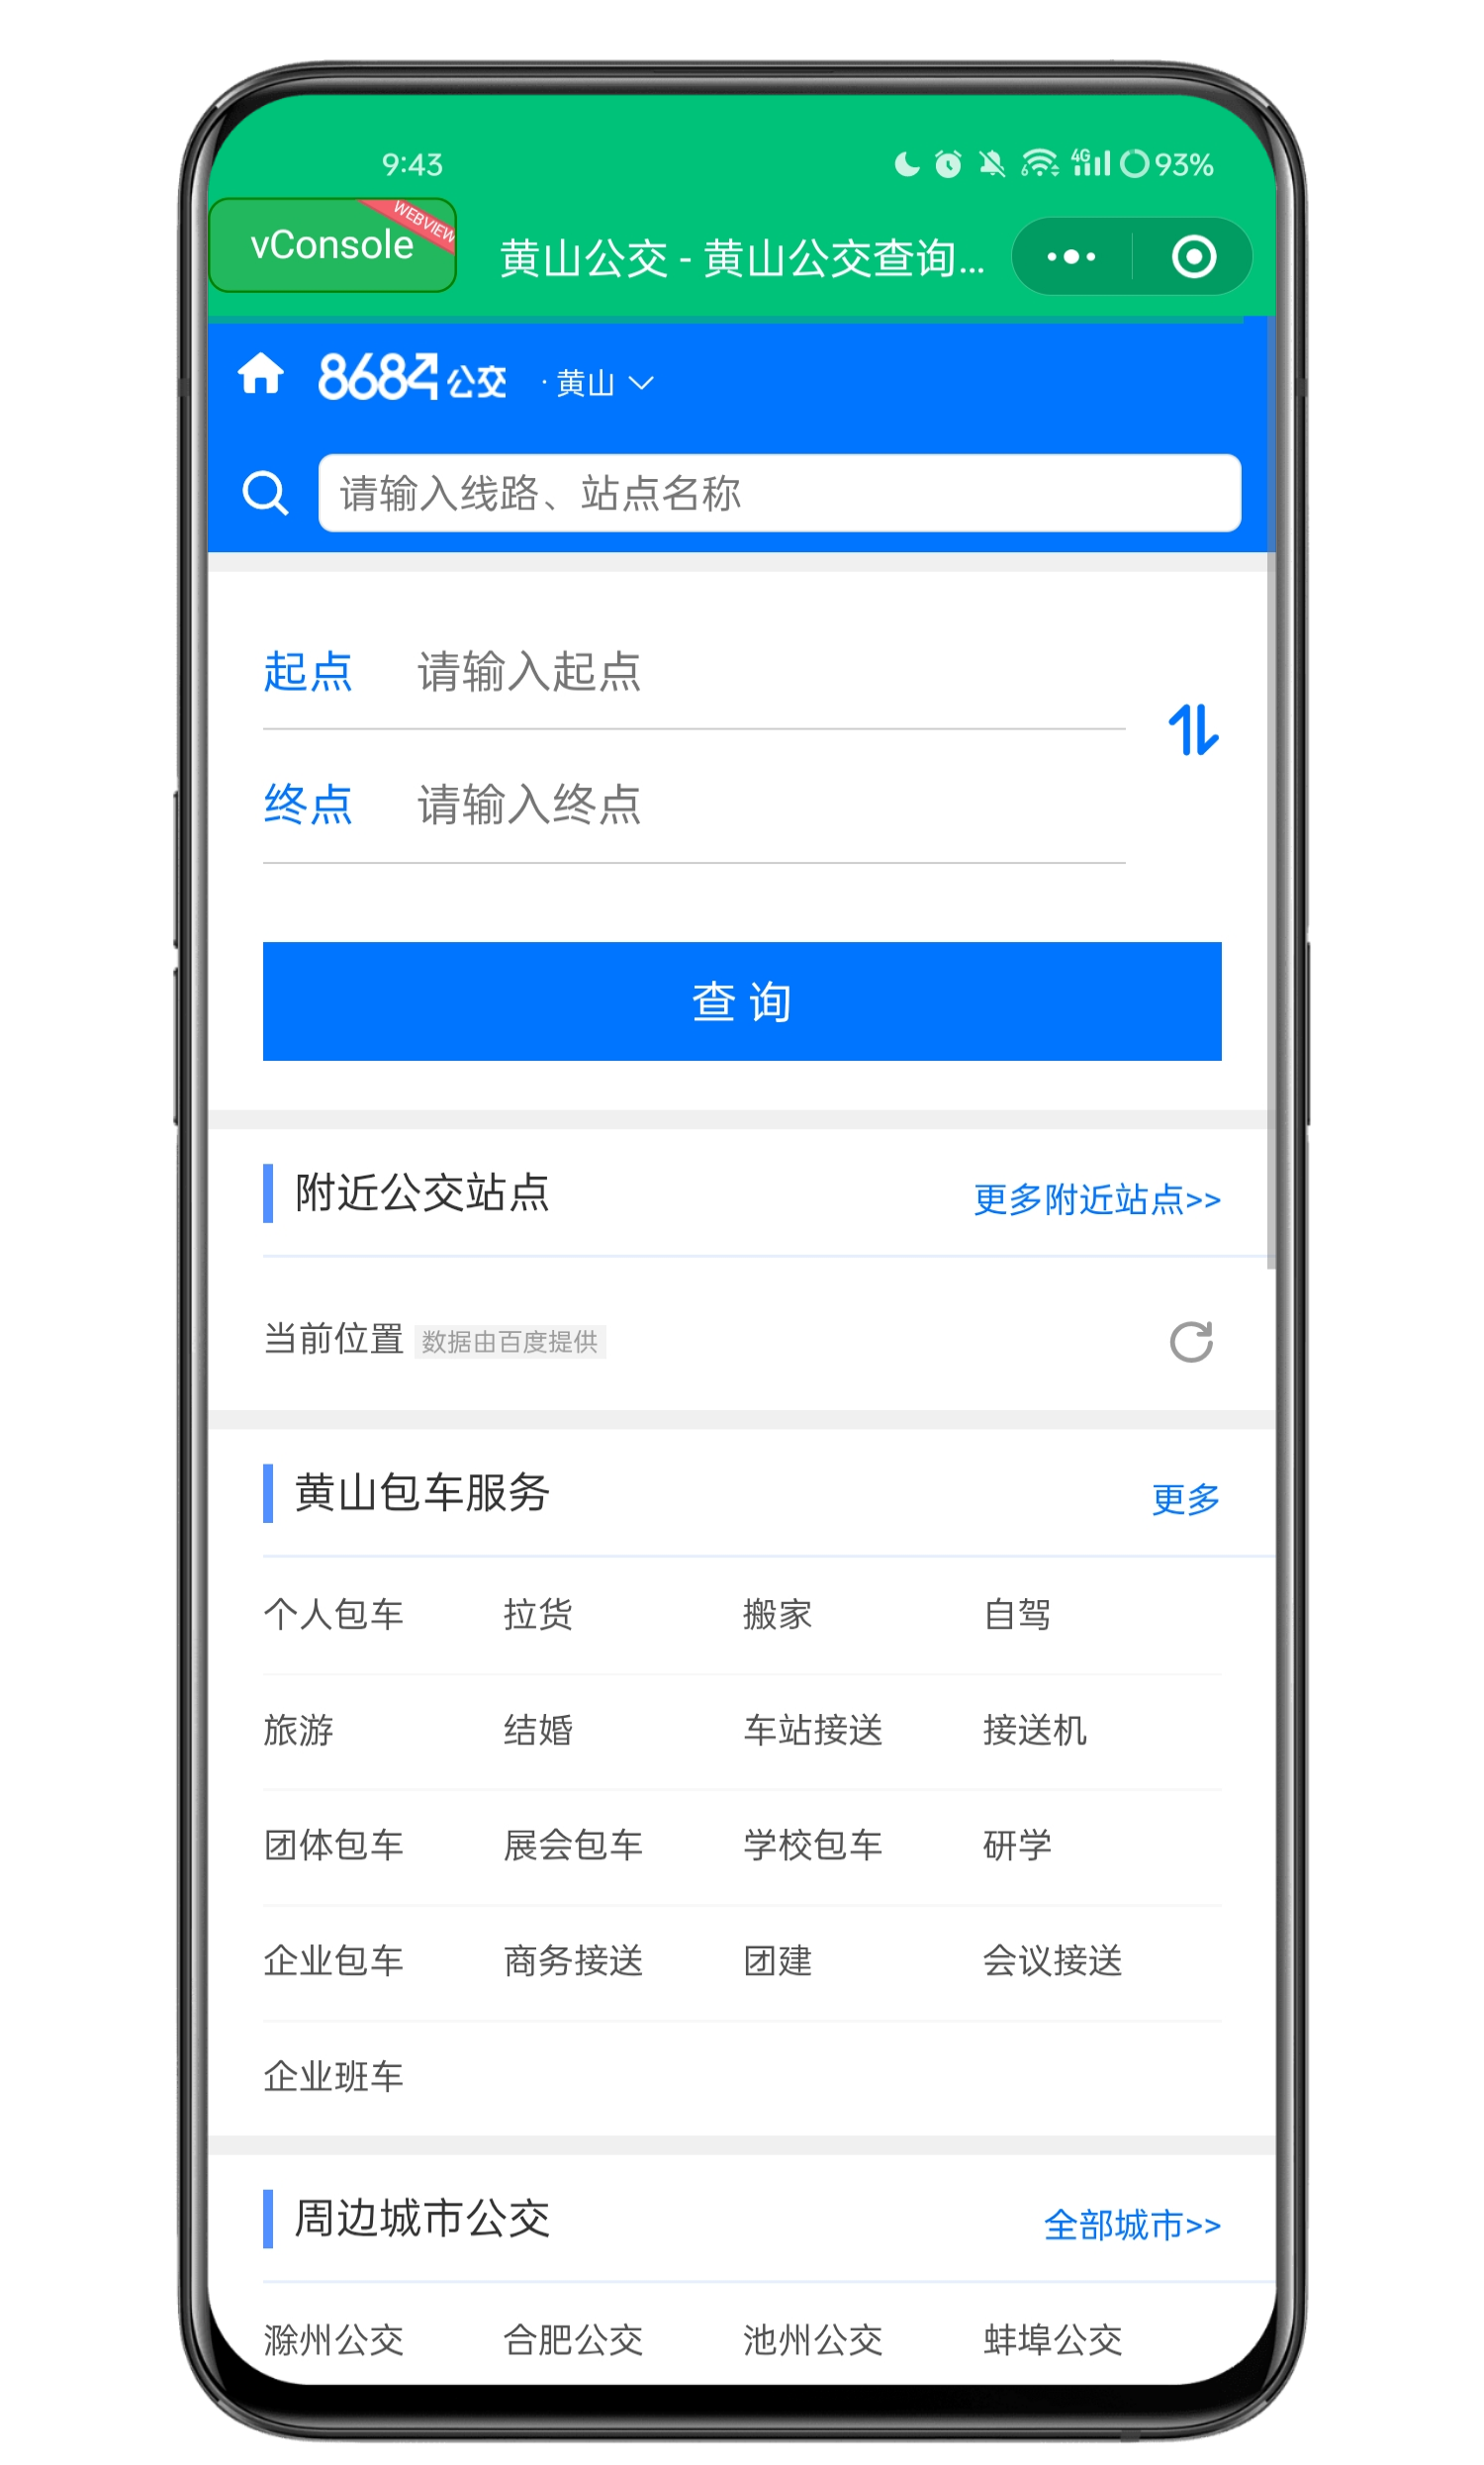 9:43
6 4G 93%
vConsole
WEBVIEW
黄山公交 - 黄山公交查询...
8684公交 · 黄山
请输入线路、站点名称
起点 请输入起点
终点 请输入终点
查 询
附近公交站点 更多附近站点>>
当前位置 数据由百度提供
黄山包车服务 更多
个人包车 拉货 搬家 自驾
旅游 结婚 车站接送 接送机
团体包车 展会包车 学校包车 研学
企业包车 商务接送 团建 会议接送
企业班车
周边城市公交 全部城市>>
滁州公交 合肥公交 池州公交 蚌埠公交